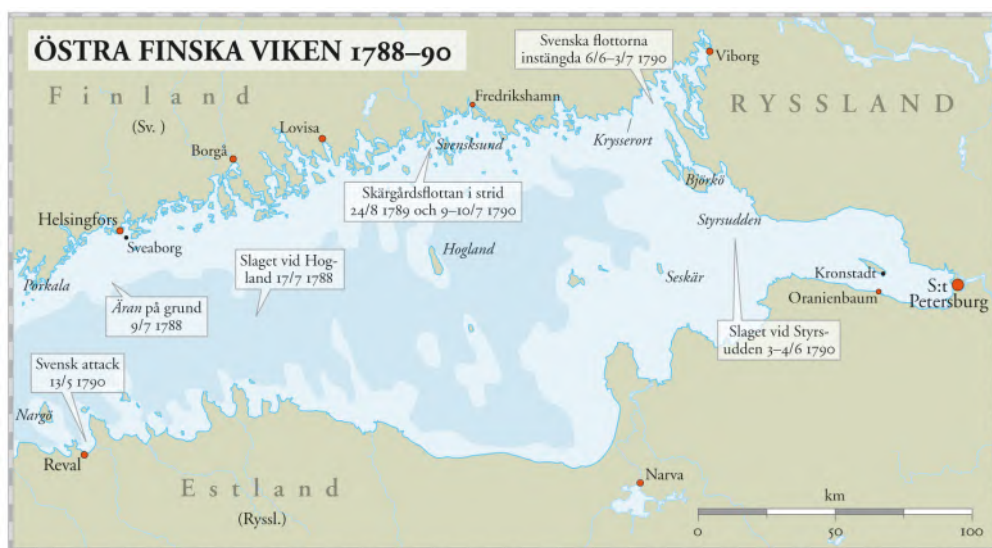 ÖSTRA FINSKA VIKEN 1788–90
Svenska flottorna
instängda 6/6–3/7 1790
Viborg
Finland
(Sv. )
RYSSLAND
Fredrikshamn
Lovisa
Svensksund
Krysserort
Borgå
Björkö
Skärgårdsflottan i strid
24/8 1789 och 9–10/7 1790
Helsingfors
Sveaborg
Styrsudden
Slaget vid Hog-
land 17/7 1788
Hogland
Seskär
Kronstadt
Porkala
Oranienbaum
S:t
Petersburg
Äran på grund
9/7 1788
Slaget vid Styrs-
udden 3–4/6 1790
Svensk attack
13/5 1790
Nargö
Reval
Narva
Estland
(Ryssl.)
km
0
50
100